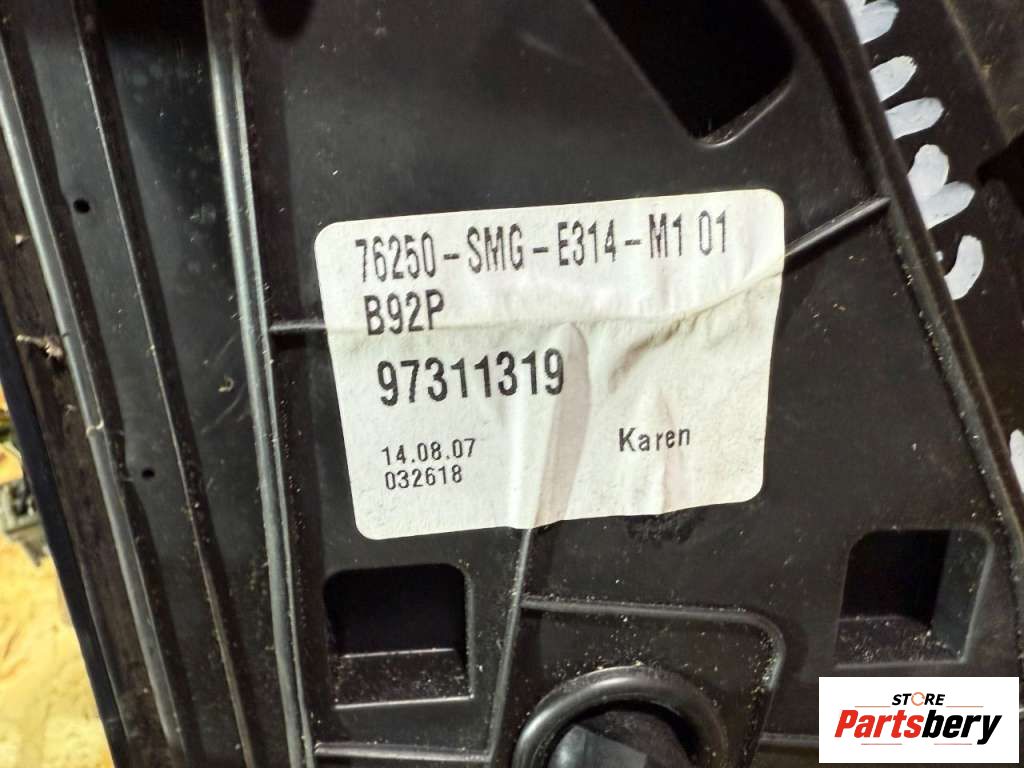 76250-SMG-E314-M1 01
B92P
97311319
14.08.07
032618
Karen
STORE
Partsbery